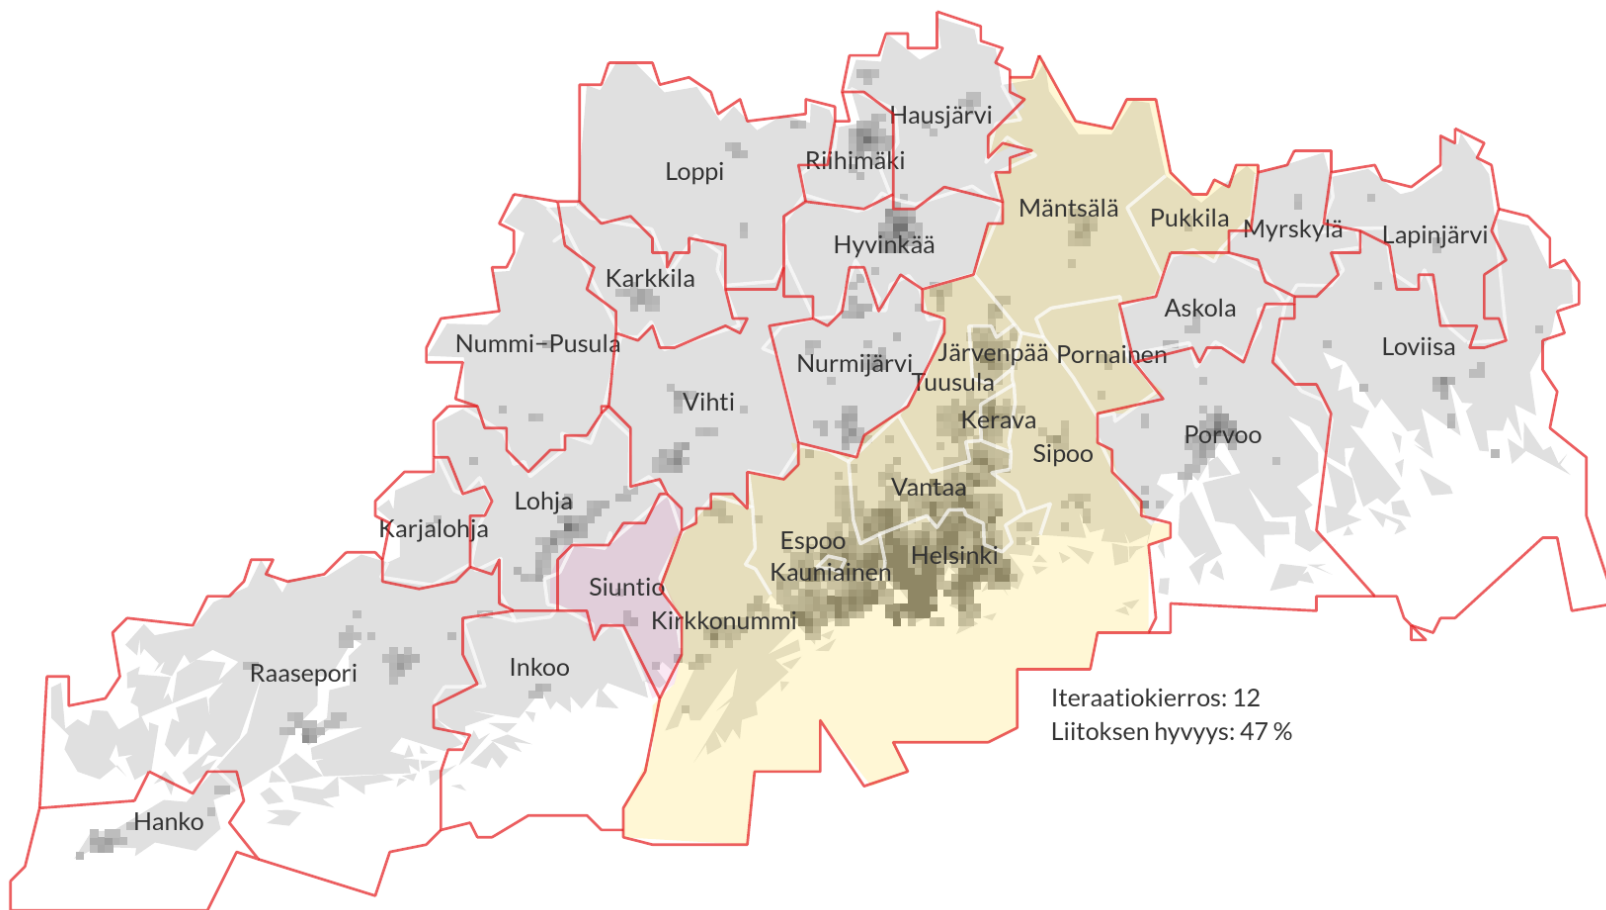 Hausjärvi
Riihimäki
Loppi
Mäntsälä
Pukkila
Myrskylä
Lapinjärvi
Hyvinkää
Karkkila
Askola
Nummi-Pusula
Nurmijärvi
Järvenpää
Pornainen
Loviisa
Tuusula
Vihti
Kerava
Porvoo
Sipoo
Vantaa
Lohja
Karjalohja
Espoo
Helsinki
Kauniainen
Siuntio
Kirkkonummi
Inkoo
Raasepori
Iteraatiokierros: 12
Liitoksen hyvyys: 47 %
Hanko